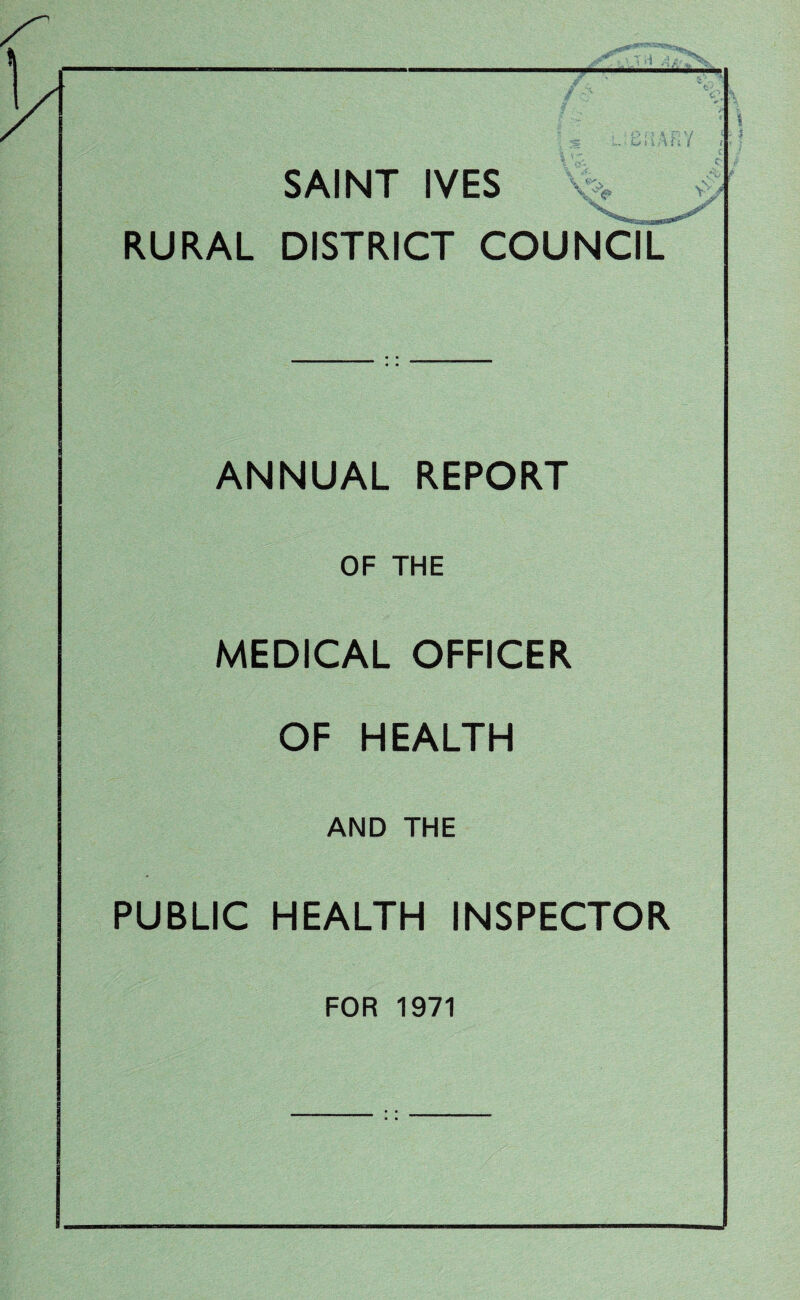 LIBRARY
SAINT IVES
RURAL DISTRICT COUNCIL
ANNUAL REPORT
OF THE
MEDICAL OFFICER
OF HEALTH
AND THE
PUBLIC HEALTH INSPECTOR
FOR 1971